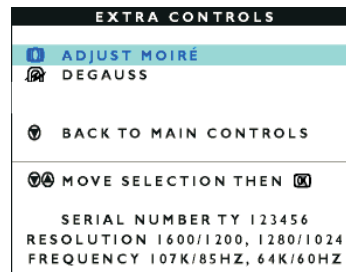 EXTRA CONTROLS
ADJUST MOIRÉ
DEGAUSS
BACK TO MAIN CONTROLS
MOVE SELECTION THEN OK
SERIAL NUMBER TY 123456
RESOLUTION 1600/1200, 1280/1024
FREQUENCY 107K/85HZ, 64K/60HZ